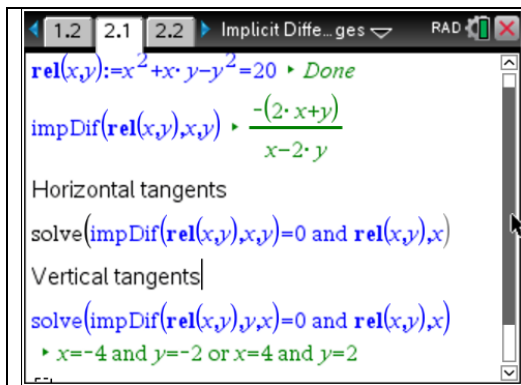 1.2 2.1 2.2 Implicit Diffe…ges RAD
rel(x,y):=x²+x·y−y²=20 ▸ Done
impDif(rel(x,y),x,y) ▸ −(2·x+y)/(x−2·y)
Horizontal tangents
solve(impDif(rel(x,y),x,y)=0 and rel(x,y),x)
Vertical tangents
solve(impDif(rel(x,y),y,x)=0 and rel(x,y),x)
▸ x=−4 and y=−2 or x=4 and y=2